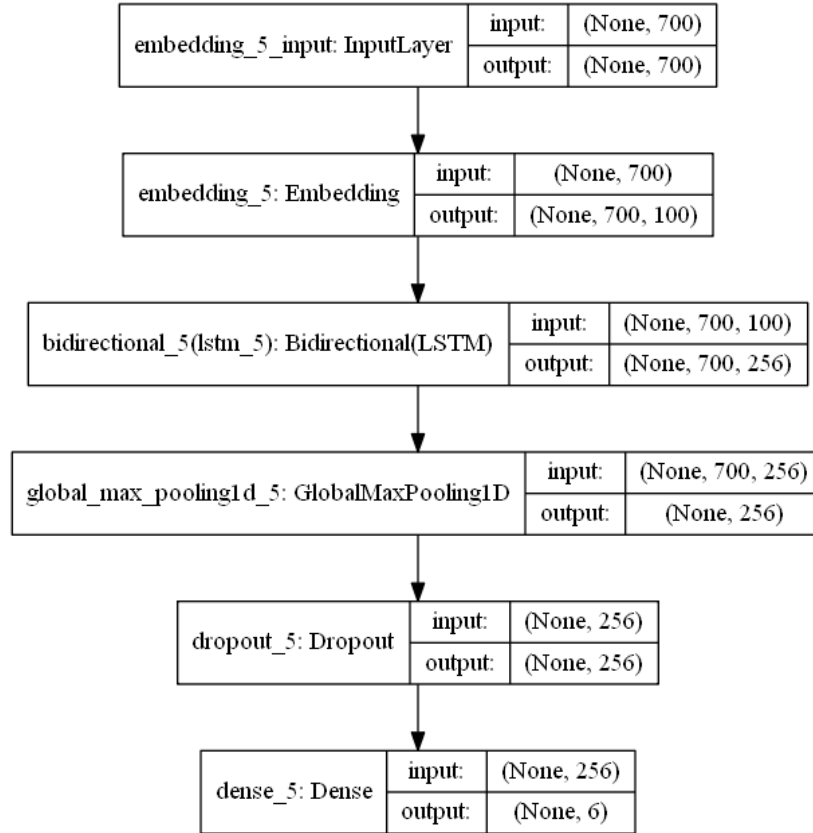 embedding_5_input: InputLayer
input: (None, 700)
output: (None, 700)
embedding_5: Embedding
input: (None, 700)
output: (None, 700, 100)
bidirectional_5(lstm_5): Bidirectional(LSTM)
input: (None, 700, 100)
output: (None, 700, 256)
global_max_pooling1d_5: GlobalMaxPooling1D
input: (None, 700, 256)
output: (None, 256)
dropout_5: Dropout
input: (None, 256)
output: (None, 256)
dense_5: Dense
input: (None, 256)
output: (None, 6)